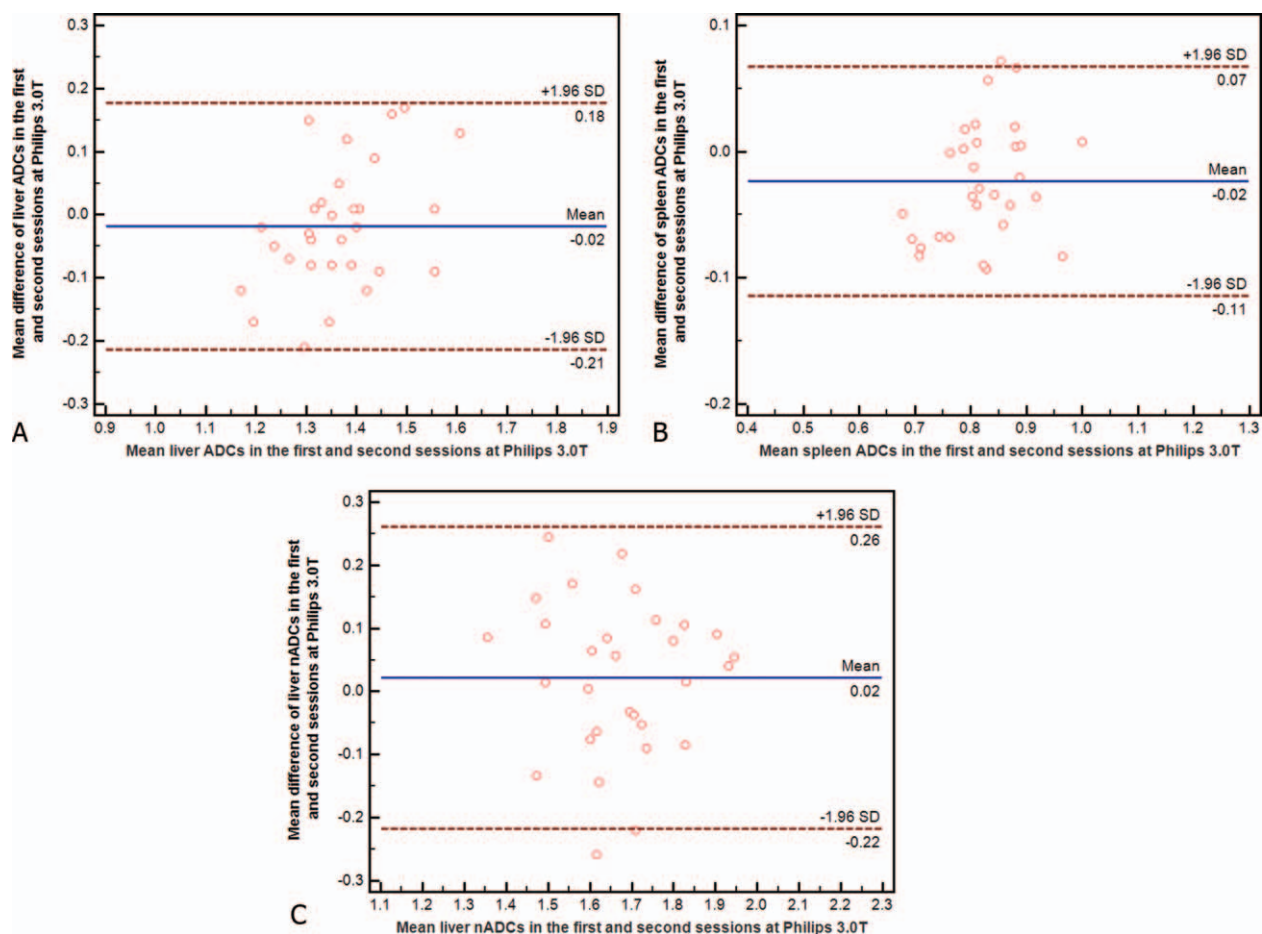 Mean difference of liver ADCs in the first
and second sessions at Philips 3.0T
0.3
0.2
0.1
0.0
-0.1
-0.2
-0.3
+1.96 SD
0.18
Mean
-0.02
-1.96 SD
-0.21
0.9 1.0 1.1 1.2 1.3 1.4 1.5 1.6 1.7 1.8 1.9
Mean liver ADCs in the first and second sessions at Philips 3.0T
A
Mean difference of spleen ADCs in the first
and second sessions at Philips 3.0T
0.1
0.0
-0.1
-0.2
+1.96 SD
0.07
Mean
-0.02
-1.96 SD
-0.11
0.4 0.5 0.6 0.7 0.8 0.9 1.0 1.1 1.2 1.3
Mean spleen ADCs in the first and second sessions at Philips 3.0T
B
Mean difference of liver nADCs in the first
and second sessions at Philips 3.0T
0.3
0.2
0.1
0.0
-0.1
-0.2
-0.3
+1.96 SD
0.26
Mean
0.02
-1.96 SD
-0.22
1.1 1.2 1.3 1.4 1.5 1.6 1.7 1.8 1.9 2.0 2.1 2.2 2.3
Mean liver nADCs in the first and second sessions at Philips 3.0T
C